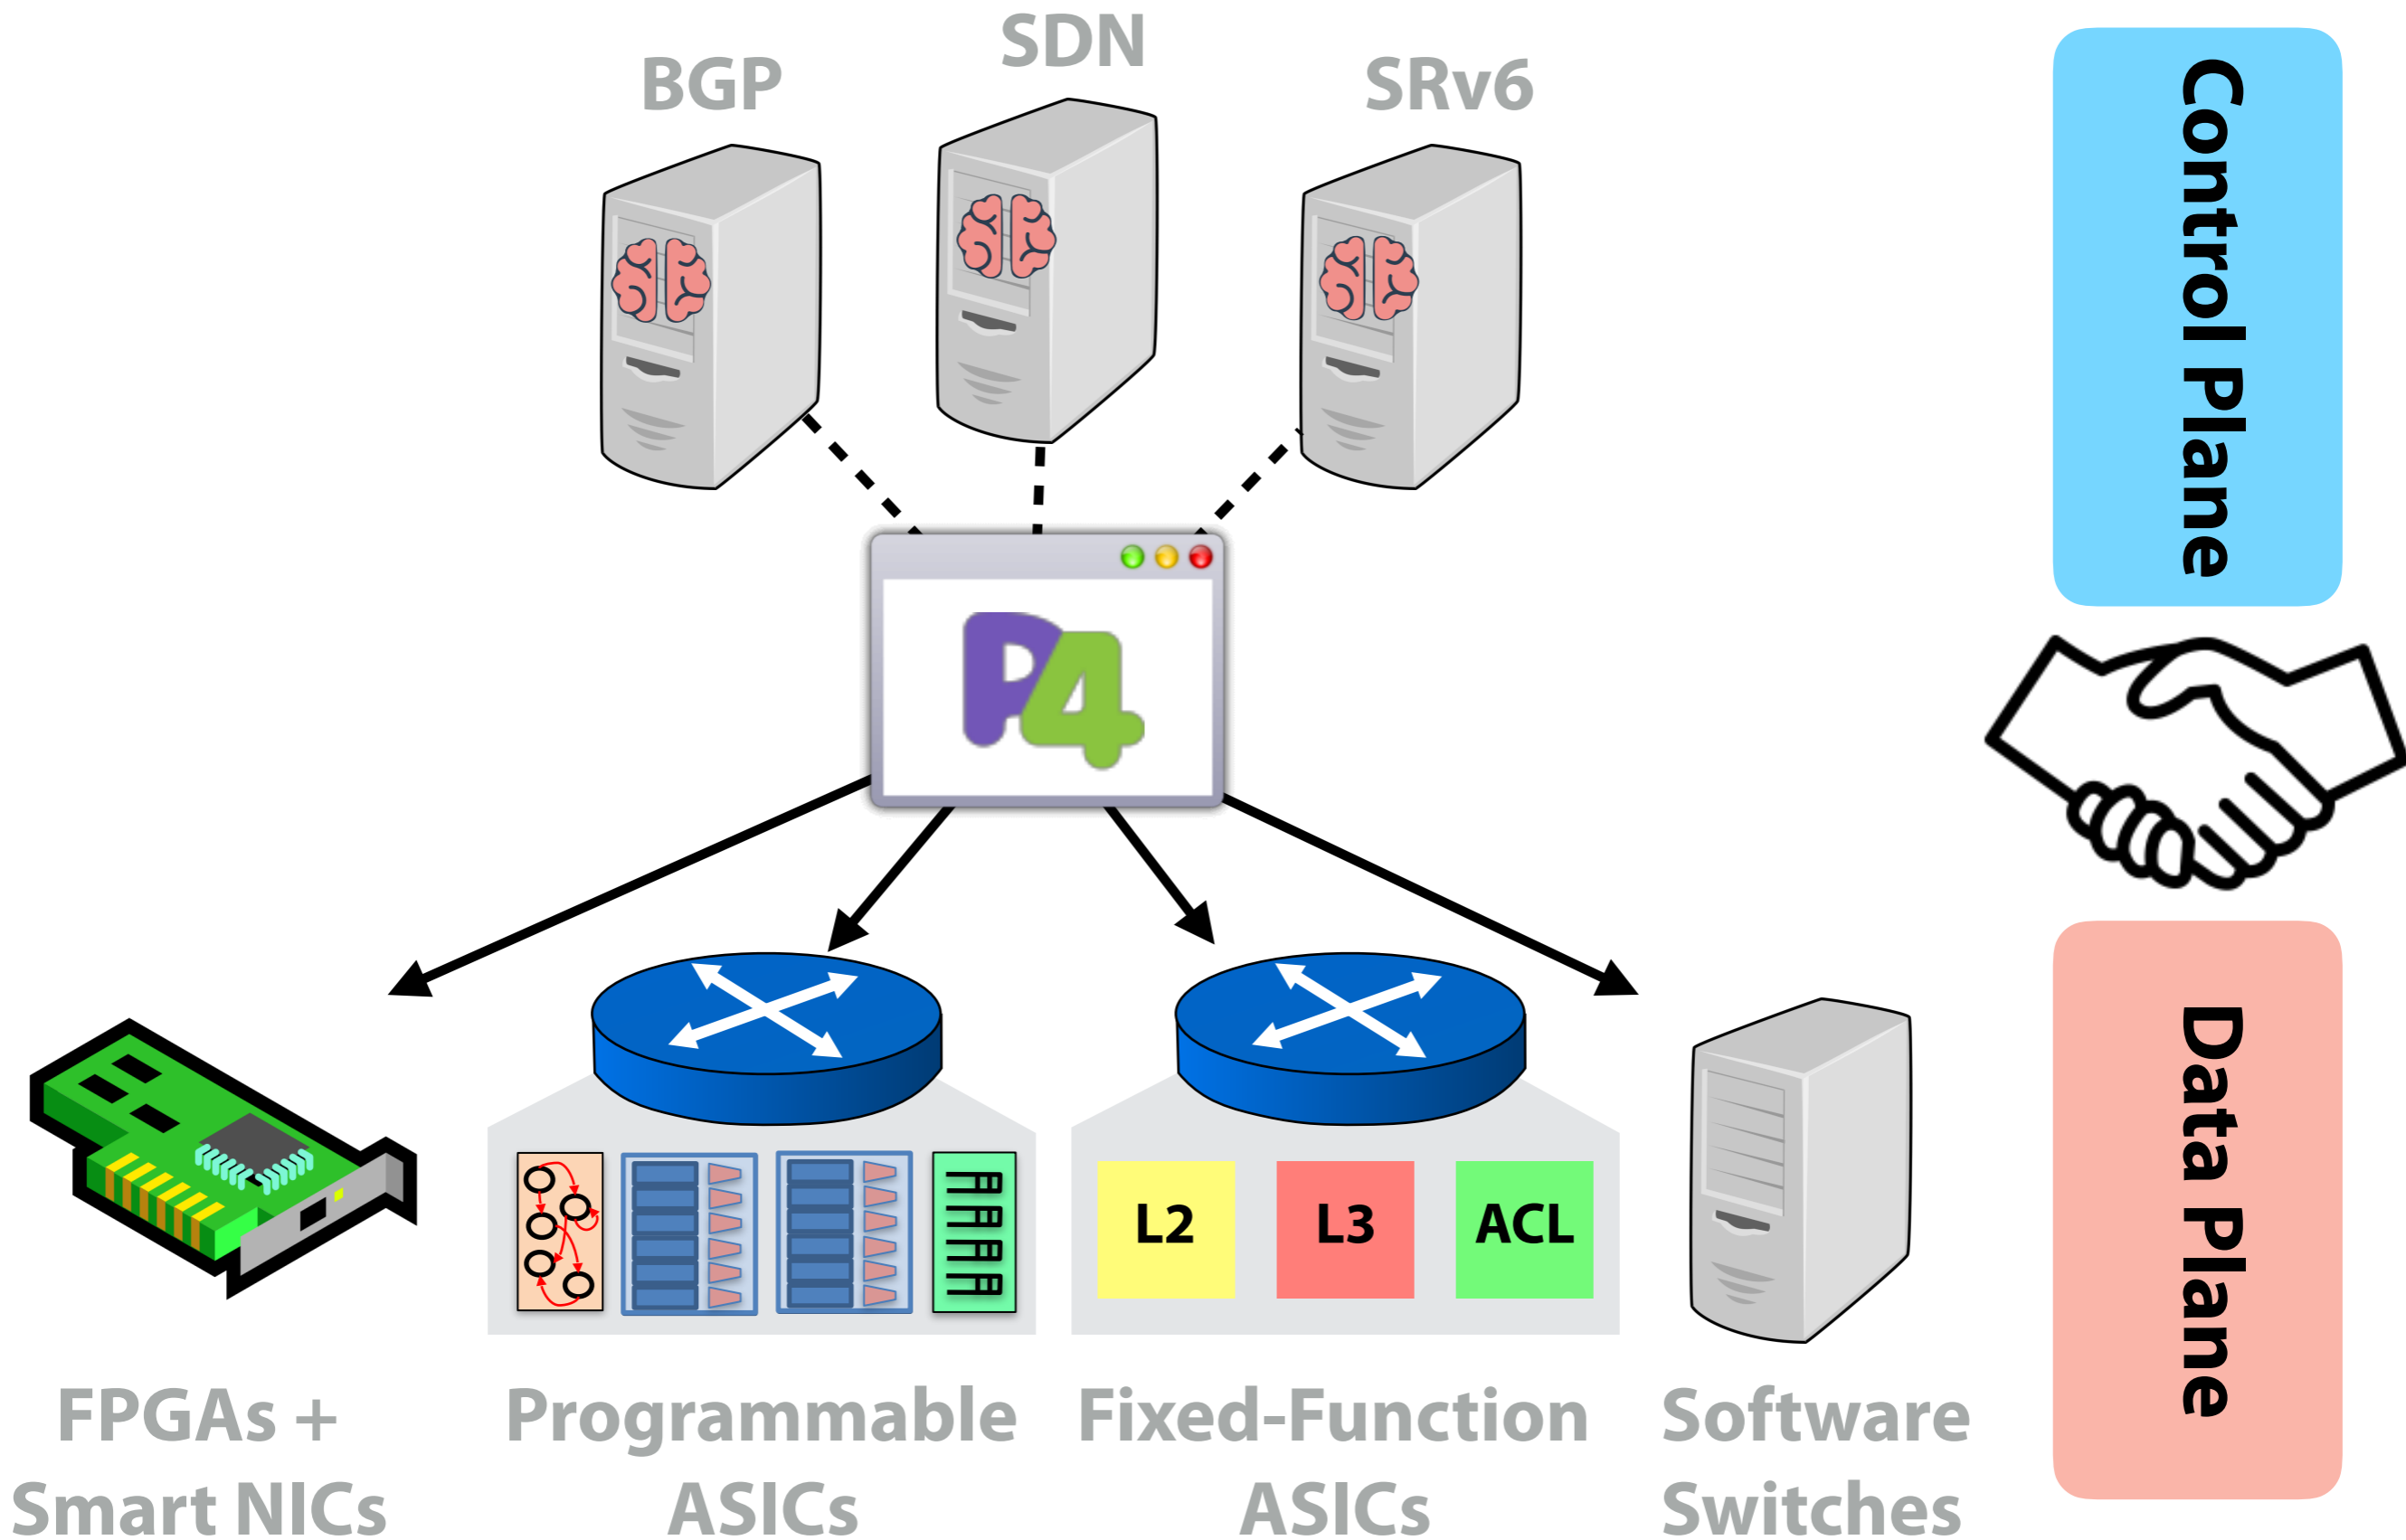 SDN
BGP
SRv6
Control Plane
P4
L2
L3
ACL
Data Plane
FPGAs +
Smart NICs
Programmable
ASICs
Fixed-Function
ASICs
Software
Switches